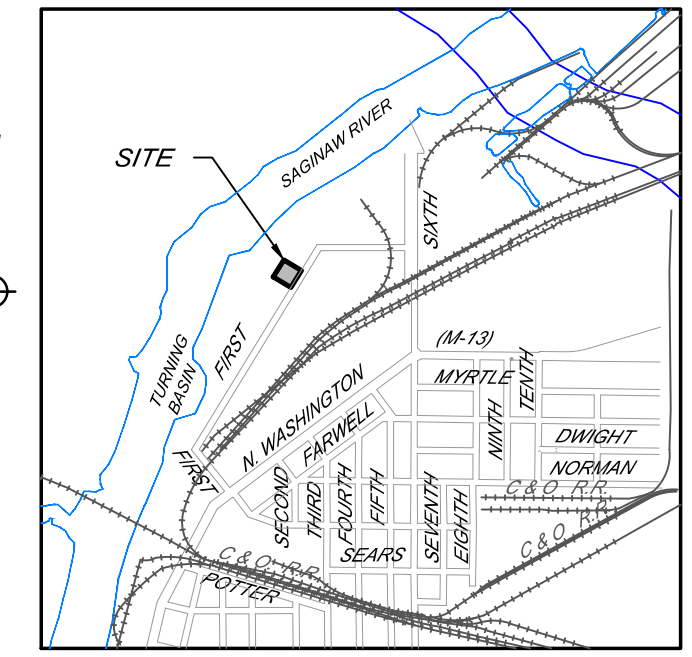 SAGINAW RIVER
SITE
SIXTH
TURNING
BASIN
FIRST
(M-13)
MYRTLE
TENTH
N. WASHINGTON
FARWELL
NINTH
DWIGHT
NORMAN
FIRST
SECOND
THIRD
FOURTH
FIFTH
SEVENTH
EIGHTH
C & O R.R.
C & O R.R.
SEARS
C & O R.R.
POTTER